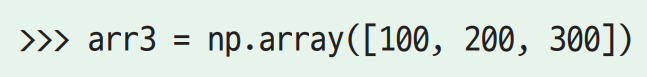 >>> arr3 = np.array([100, 200, 300])